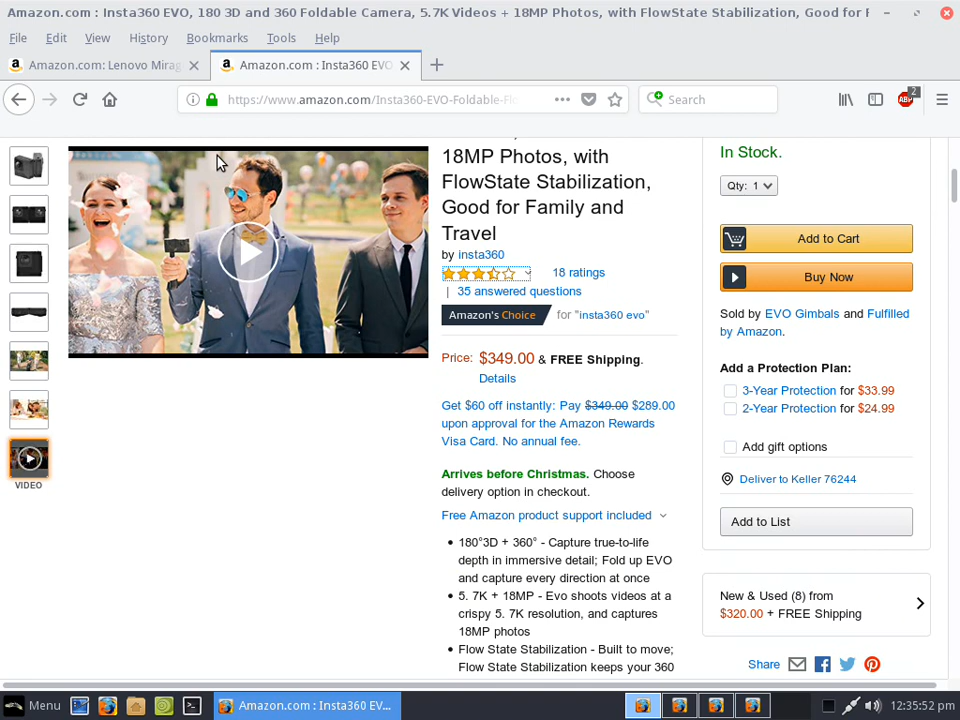 Amazon.com : Insta360 EVO, 180 3D and 360 Foldable Camera, 5.7K Videos + 18MP Photos, with FlowState Stabilization, Good for F
File Edit View History Bookmarks Tools Help
Amazon.com: Lenovo Mirag
Amazon.com : Insta360 EVO
https://www.amazon.com/Insta360-EVO-Foldable-Fl
Search
ABP
2
VIDEO
18MP Photos, with
FlowState Stabilization,
Good for Family and
Travel
by insta360
18 ratings
| 35 answered questions
Amazon's Choice for "insta360 evo"
Price: $349.00 & FREE Shipping.
Details
Get $60 off instantly: Pay $349.00 $289.00
upon approval for the Amazon Rewards
Visa Card. No annual fee.
Arrives before Christmas. Choose
delivery option in checkout.
Free Amazon product support included
• 180°3D + 360° - Capture true-to-life
depth in immersive detail; Fold up EVO
and capture every direction at once
• 5. 7K + 18MP - Evo shoots videos at a
crispy 5. 7K resolution, and captures
18MP photos
• Flow State Stabilization - Built to move;
Flow State Stabilization keeps your 360
In Stock.
Qty: 1
Add to Cart
Buy Now
Sold by EVO Gimbals and Fulfilled
by Amazon.
Add a Protection Plan:
3-Year Protection for $33.99
2-Year Protection for $24.99
Add gift options
Deliver to Keller 76244
Add to List
New & Used (8) from
$320.00 + FREE Shipping
Share
Menu
Amazon.com : Insta360 EV...
12:35:52 pm